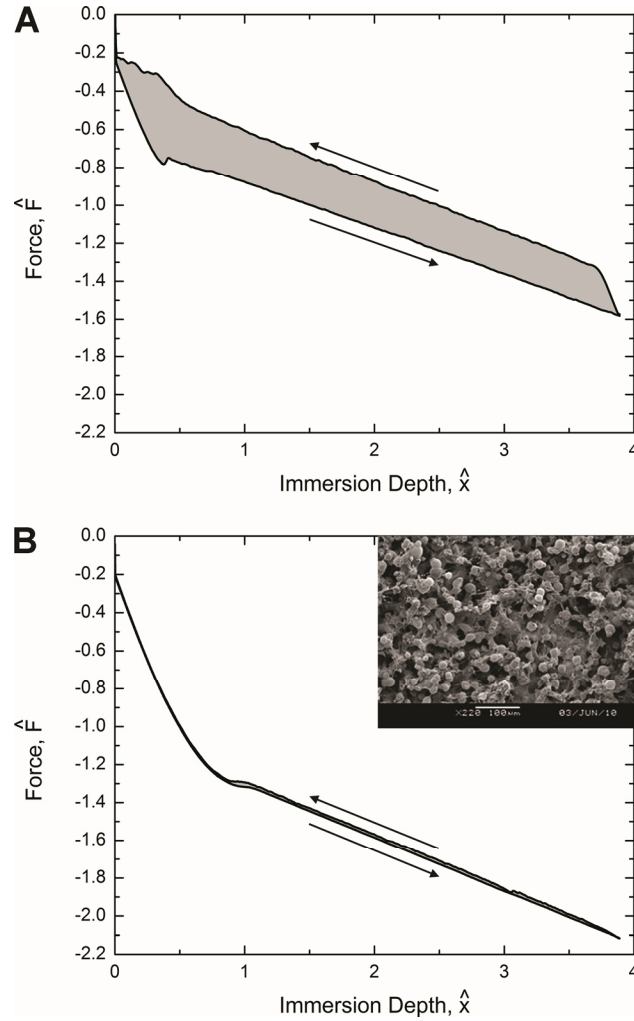 A
0.0
-0.2
-0.4
-0.6
-0.8
-1.0
-1.2
-1.4
-1.6
-1.8
-2.0
-2.2
Force, F̂
0 1 2 3 4
Immersion Depth, x̂
B
0.0
-0.2
-0.4
-0.6
-0.8
-1.0
-1.2
-1.4
-1.6
-1.8
-2.0
-2.2
Force, F̂
X220 100µm 03/JUN/10
0 1 2 3 4
Immersion Depth, x̂